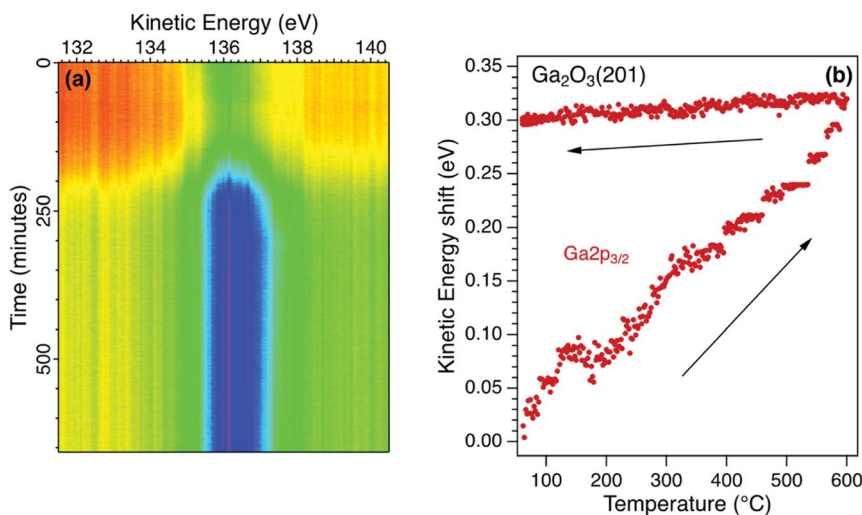 Kinetic Energy (eV)
132 134 136 138 140
(a)
0
250
500
Time (minutes)
Ga₂O₃(201)
(b)
0.35
0.30
0.25
0.20
0.15
0.10
0.05
0.00
Kinetic Energy shift (eV)
Ga2p₃/₂
100 200 300 400 500 600
Temperature (°C)